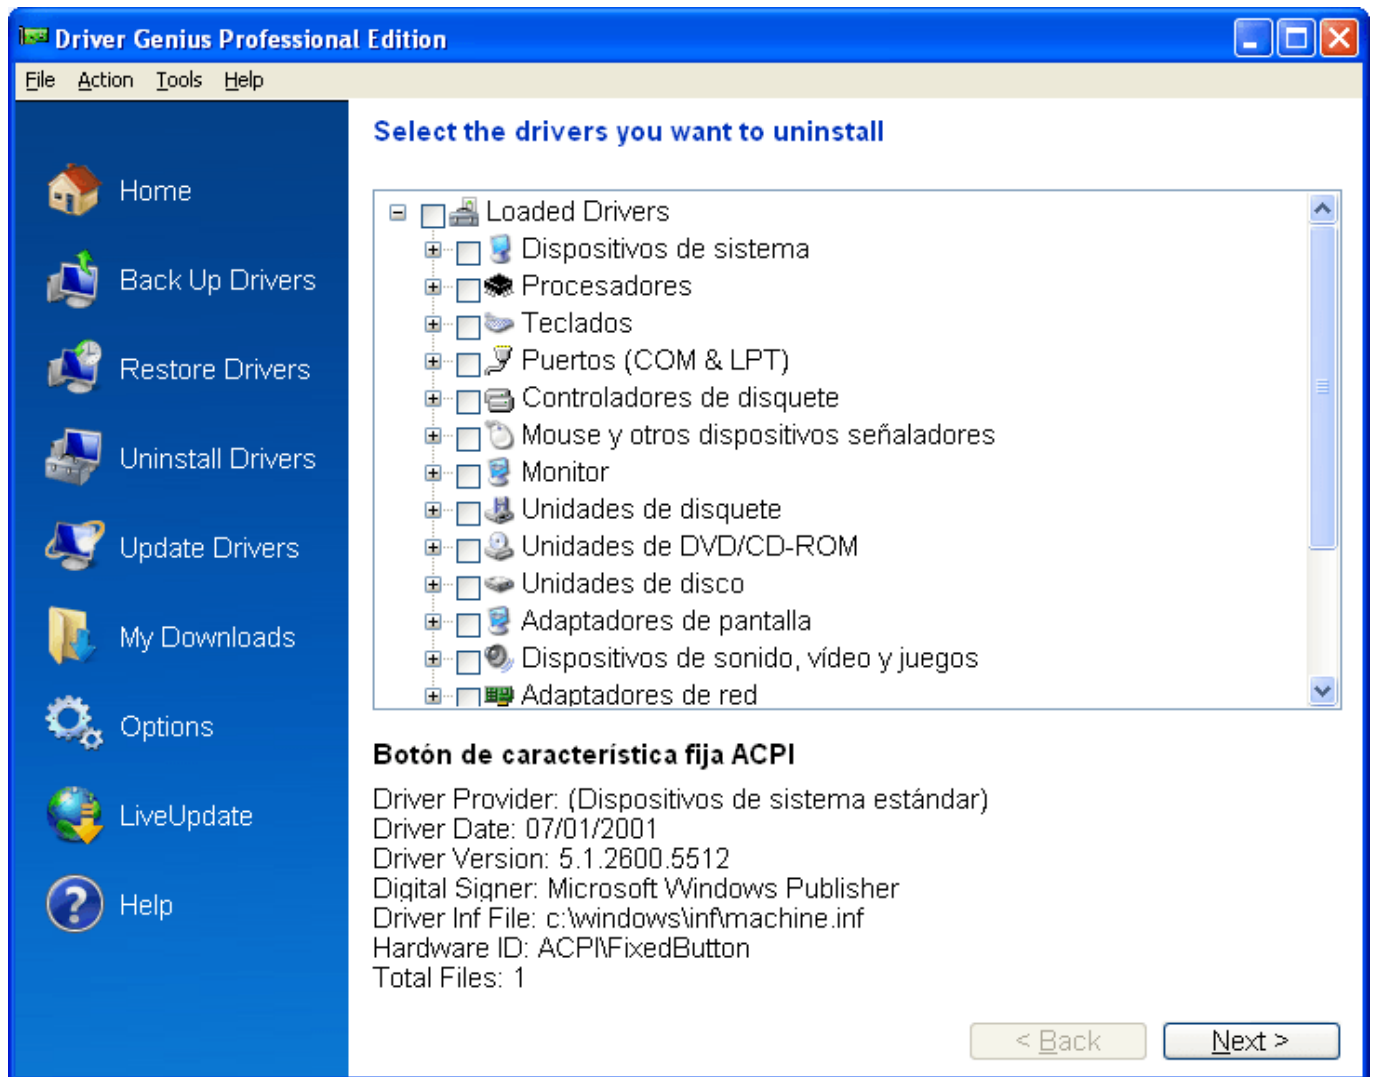 Driver Genius Professional Edition
File Action Tools Help
Select the drivers you want to uninstall
Home
Back Up Drivers
Restore Drivers
Uninstall Drivers
Update Drivers
My Downloads
Options
LiveUpdate
Help
Loaded Drivers
Dispositivos de sistema
Procesadores
Teclados
Puertos (COM & LPT)
Controladores de disquete
Mouse y otros dispositivos señaladores
Monitor
Unidades de disquete
Unidades de DVD/CD-ROM
Unidades de disco
Adaptadores de pantalla
Dispositivos de sonido, vídeo y juegos
Adaptadores de red
Botón de característica fija ACPI
Driver Provider: (Dispositivos de sistema estándar)
Driver Date: 07/01/2001
Driver Version: 5.1.2600.5512
Digital Signer: Microsoft Windows Publisher
Driver Inf File: c:\windows\inf\machine.inf
Hardware ID: ACPI\FixedButton
Total Files: 1
< Back Next >